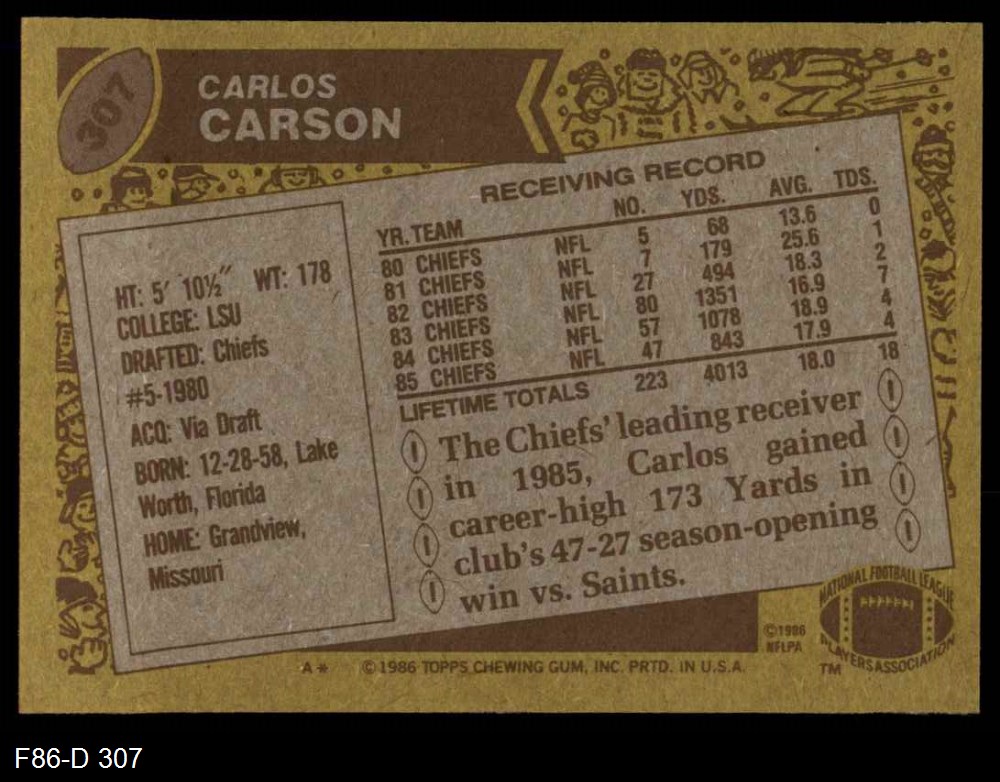 307
CARLOS
CARSON
RECEIVING RECORD
YR. TEAM NO. YDS. AVG. TDS.
80 CHIEFS NFL 5 68 13.6 0
81 CHIEFS NFL 7 179 25.6 1
82 CHIEFS NFL 27 494 18.3 2
83 CHIEFS NFL 80 1351 16.9 7
84 CHIEFS NFL 57 1078 18.9 4
85 CHIEFS NFL 47 843 17.9 4
LIFETIME TOTALS 223 4013 18.0 18
HT: 5′ 10½″ WT: 178
COLLEGE: LSU
DRAFTED: Chiefs
#5-1980
ACQ: Via Draft
BORN: 12-28-58, Lake
Worth, Florida
HOME: Grandview,
Missouri
The Chiefs' leading receiver
in 1985, Carlos gained
career-high 173 Yards in
club's 47-27 season-opening
win vs. Saints.
©1986
NFLPA
NATIONAL FOOTBALL LEAGUE
PLAYERS ASSOCIATION
TM
A* ©1986 TOPPS CHEWING GUM, INC. PRTD. IN U.S.A.
F86-D 307